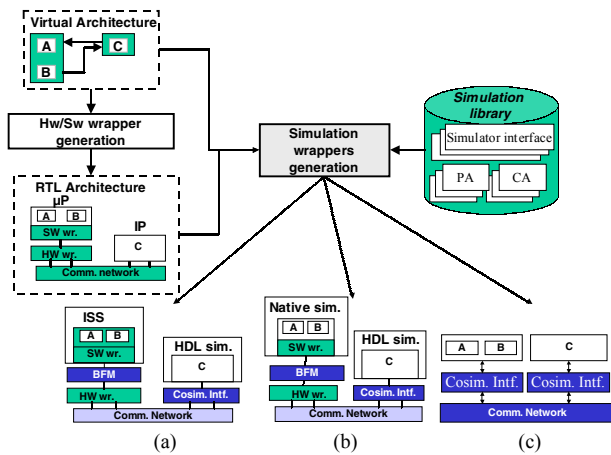 Virtual Architecture
A
C
B
Hw/Sw wrapper
generation
Simulation
wrappers
generation
Simulation
library
Simulator interface
PA
CA
RTL Architecture
μP
A
B
SW wr.
HW wr.
IP
C
Comm. network
ISS
A
B
SW wr.
BFM
HW wr.
HDL sim.
C
Cosim. Intf.
Comm. Network
(a)
Native sim.
A
B
SW wr.
BFM
HW wr.
HDL sim.
C
Cosim. Intf.
Comm. Network
(b)
A
B
C
Cosim. Intf.
Cosim. Intf.
Comm. Network
(c)